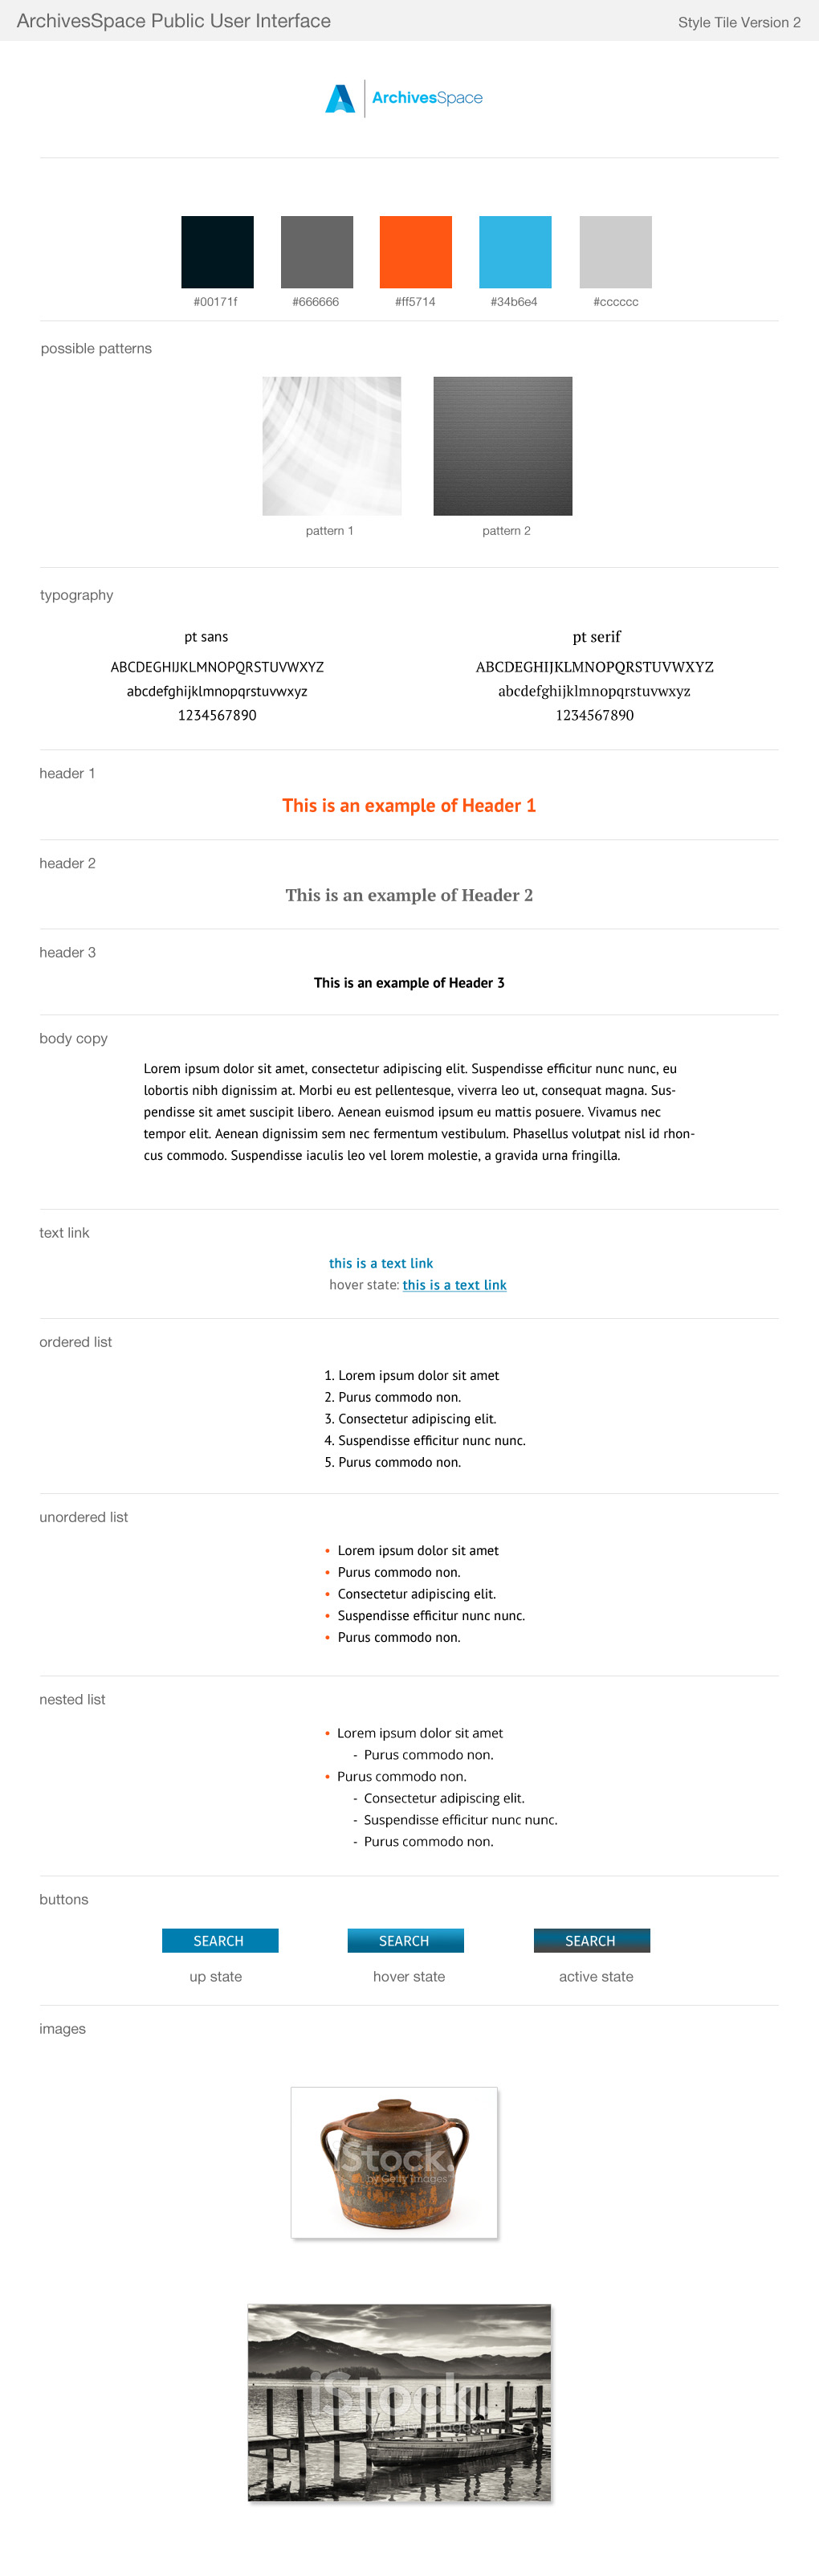 ArchivesSpace Public User Interface
Style Tile Version 2
ArchivesSpace
#00171f
#666666
#ff5714
#34b6e4
#cccccc
possible patterns
pattern 1
pattern 2
typography
pt sans
ABCDEGHIJKLMNOPQRSTUVWXYZ
abcdefghijklmnopqrstuvwxyz
1234567890
pt serif
ABCDEGHIJKLMNOPQRSTUVWXYZ
abcdefghijklmnopqrstuvwxyz
1234567890
header 1
This is an example of Header 1
header 2
This is an example of Header 2
header 3
This is an example of Header 3
body copy
Lorem ipsum dolor sit amet, consectetur adipiscing elit. Suspendisse efficitur nunc nunc, eu
lobortis nibh dignissim at. Morbi eu est pellentesque, viverra leo ut, consequat magna. Sus-
pendisse sit amet suscipit libero. Aenean euismod ipsum eu mattis posuere. Vivamus nec
tempor elit. Aenean dignissim sem nec fermentum vestibulum. Phasellus volutpat nisl id rhon-
cus commodo. Suspendisse iaculis leo vel lorem molestie, a gravida urna fringilla.
text link
this is a text link
hover state: this is a text link
ordered list
1. Lorem ipsum dolor sit amet
2. Purus commodo non.
3. Consectetur adipiscing elit.
4. Suspendisse efficitur nunc nunc.
5. Purus commodo non.
unordered list
• Lorem ipsum dolor sit amet
• Purus commodo non.
• Consectetur adipiscing elit.
• Suspendisse efficitur nunc nunc.
• Purus commodo non.
nested list
• Lorem ipsum dolor sit amet
- Purus commodo non.
• Purus commodo non.
- Consectetur adipiscing elit.
- Suspendisse efficitur nunc nunc.
- Purus commodo non.
buttons
SEARCH
SEARCH
SEARCH
up state
hover state
active state
images
iStock.
by Getty Images
iStock.
by Getty Images